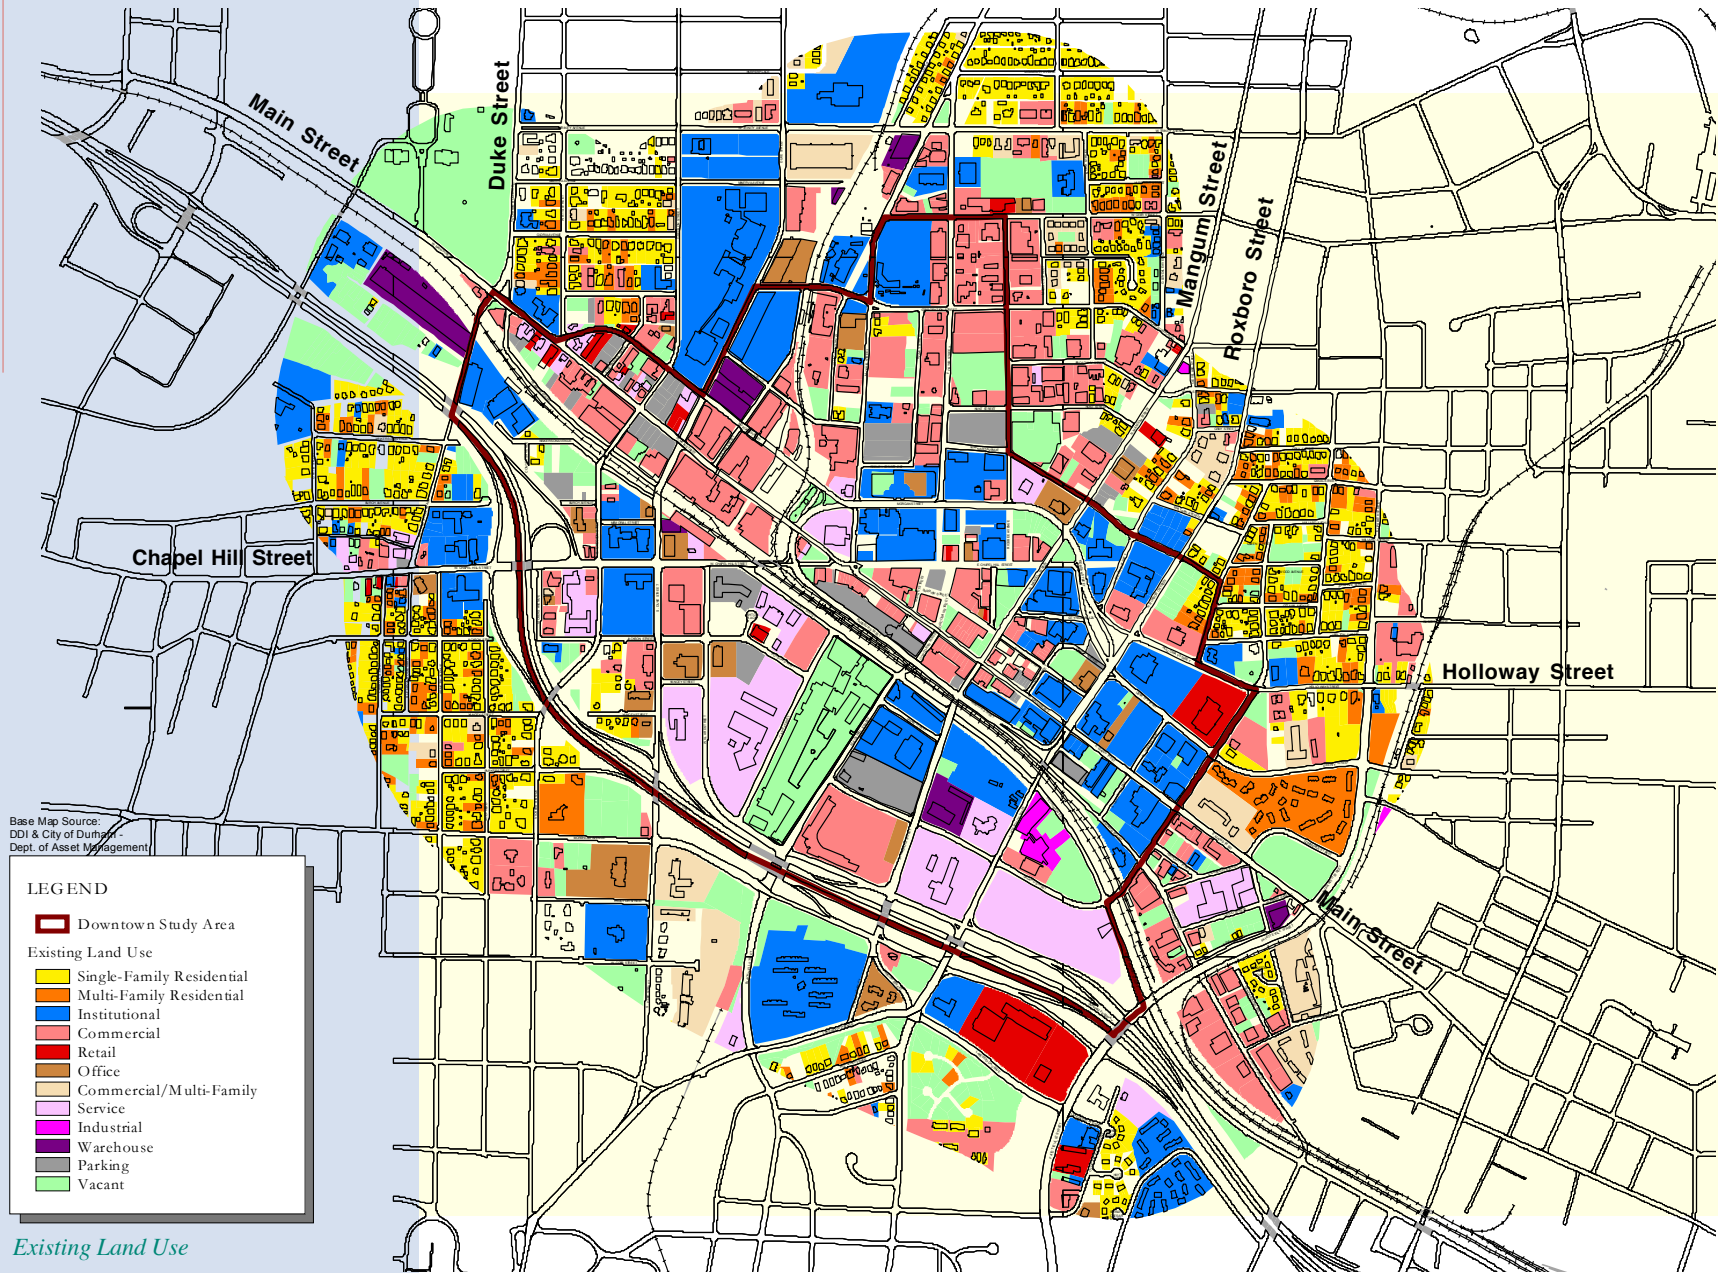 Main Street
Duke Street
Mangum Street
Roxboro Street
Chapel Hill Street
Holloway Street
Main Street
Base Map Source:
DDI & City of Durham -
Dept. of Asset Management
LEGEND
Downtown Study Area
Existing Land Use
Single-Family Residential
Multi-Family Residential
Institutional
Commercial
Retail
Office
Commercial/Multi-Family
Service
Industrial
Warehouse
Parking
Vacant
Existing Land Use